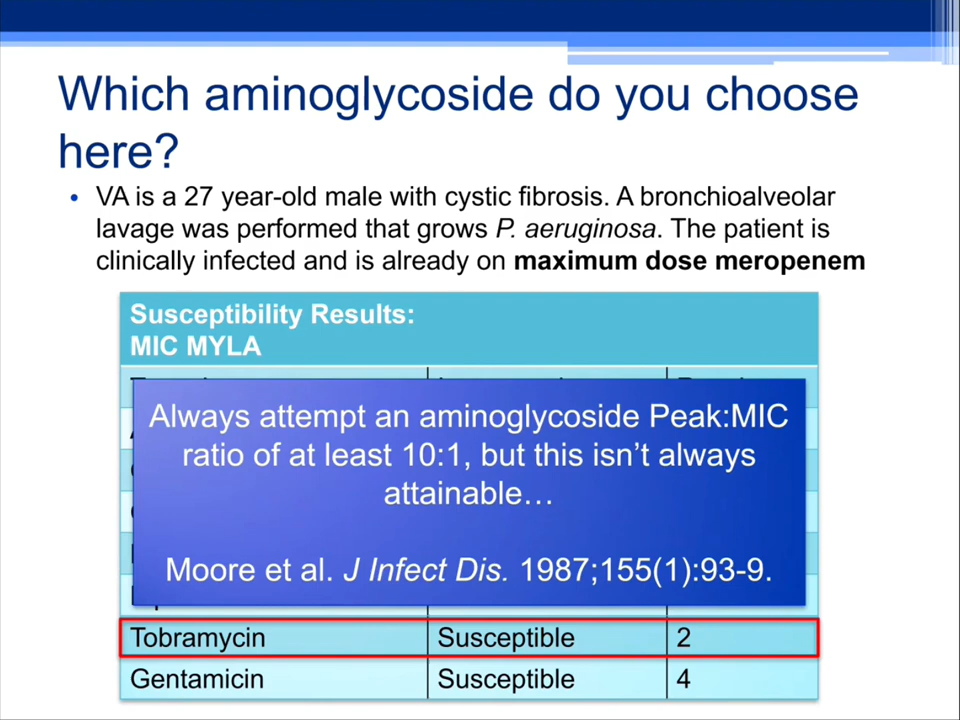 Which aminoglycoside do you choose
here?
• VA is a 27 year-old male with cystic fibrosis. A bronchioalveolar
lavage was performed that grows P. aeruginosa. The patient is
clinically infected and is already on maximum dose meropenem
Susceptibility Results:
MIC MYLA
Always attempt an aminoglycoside Peak:MIC
ratio of at least 10:1, but this isn't always
attainable…
Moore et al. J Infect Dis. 1987;155(1):93-9.
Tobramycin Susceptible 2
Gentamicin Susceptible 4